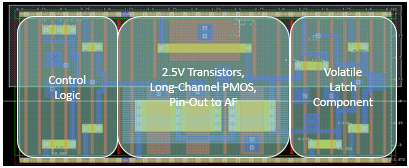 Control
Logic
2.5V Transistors,
Long-Channel PMOS,
Pin-Out to AF
Volatile
Latch
Component